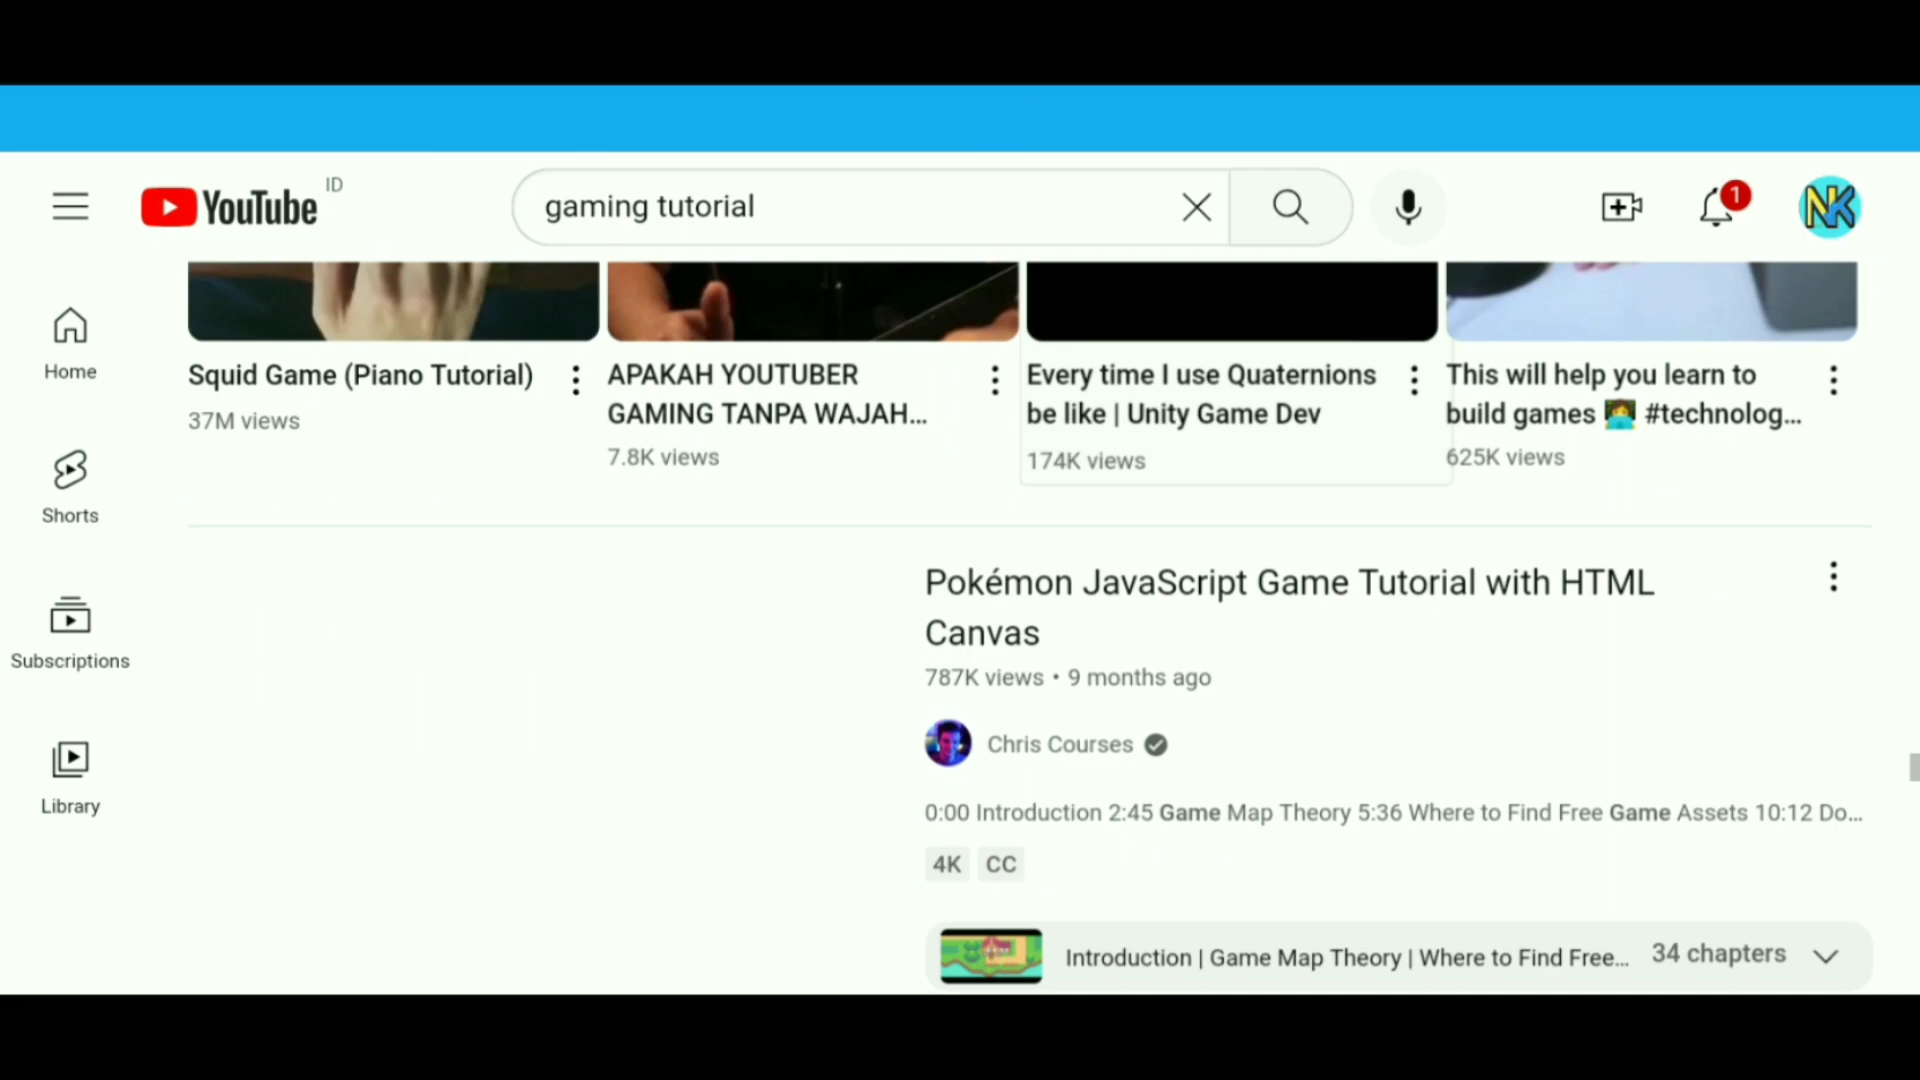 YouTube ID
gaming tutorial
1
NK
Home
Shorts
Subscriptions
Library
Squid Game (Piano Tutorial)
37M views
APAKAH YOUTUBER
GAMING TANPA WAJAH...
7.8K views
Every time I use Quaternions
be like | Unity Game Dev
174K views
This will help you learn to
build games 👩‍💻 #technolog...
625K views
Pokémon JavaScript Game Tutorial with HTML
Canvas
787K views • 9 months ago
Chris Courses
0:00 Introduction 2:45 Game Map Theory 5:36 Where to Find Free Game Assets 10:12 Do...
4K CC
Introduction | Game Map Theory | Where to Find Free... 34 chapters